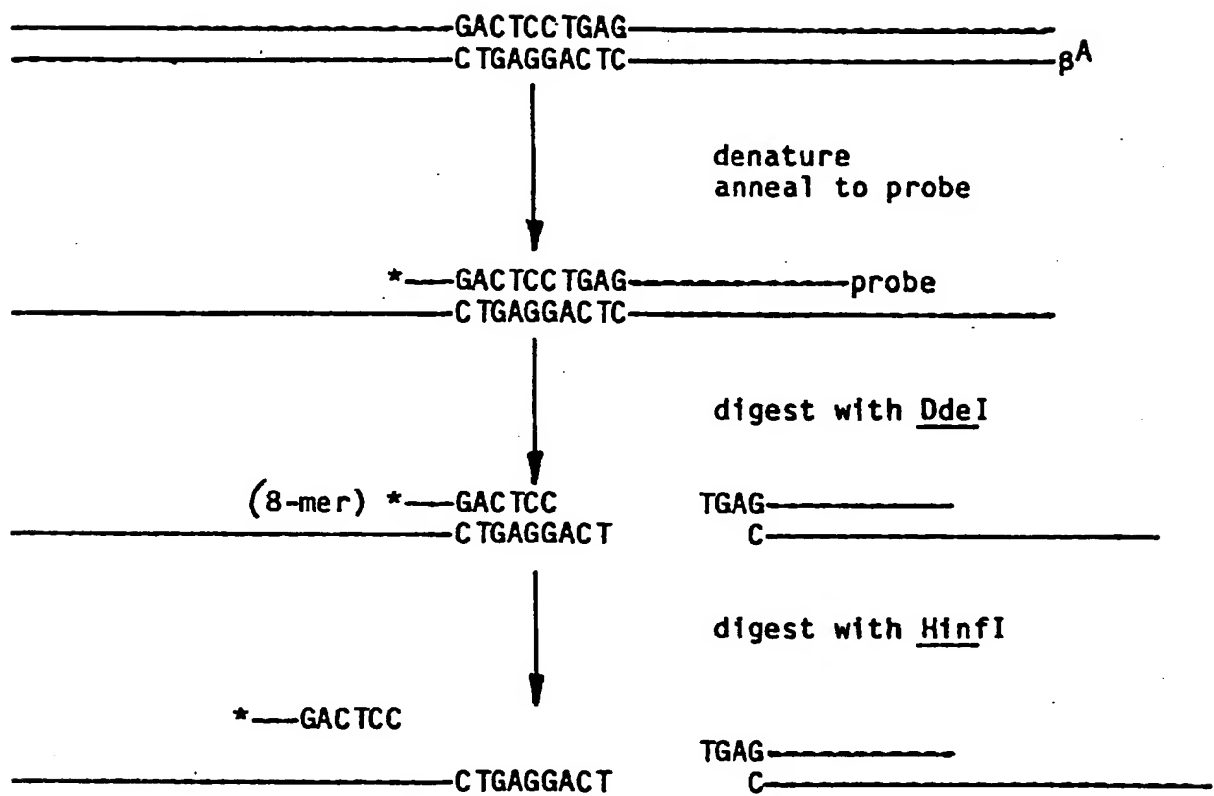 GACTCCTGAG
CTGAGGACTC βA
denature
anneal to probe
* GACTCCTGAG probe
CTGAGGACTC
digest with DdeI
(8-mer) * GACTCC TGAG
CTGAGGACT C
digest with HinfI
* GACTCC
TGAG
CTGAGGACT C